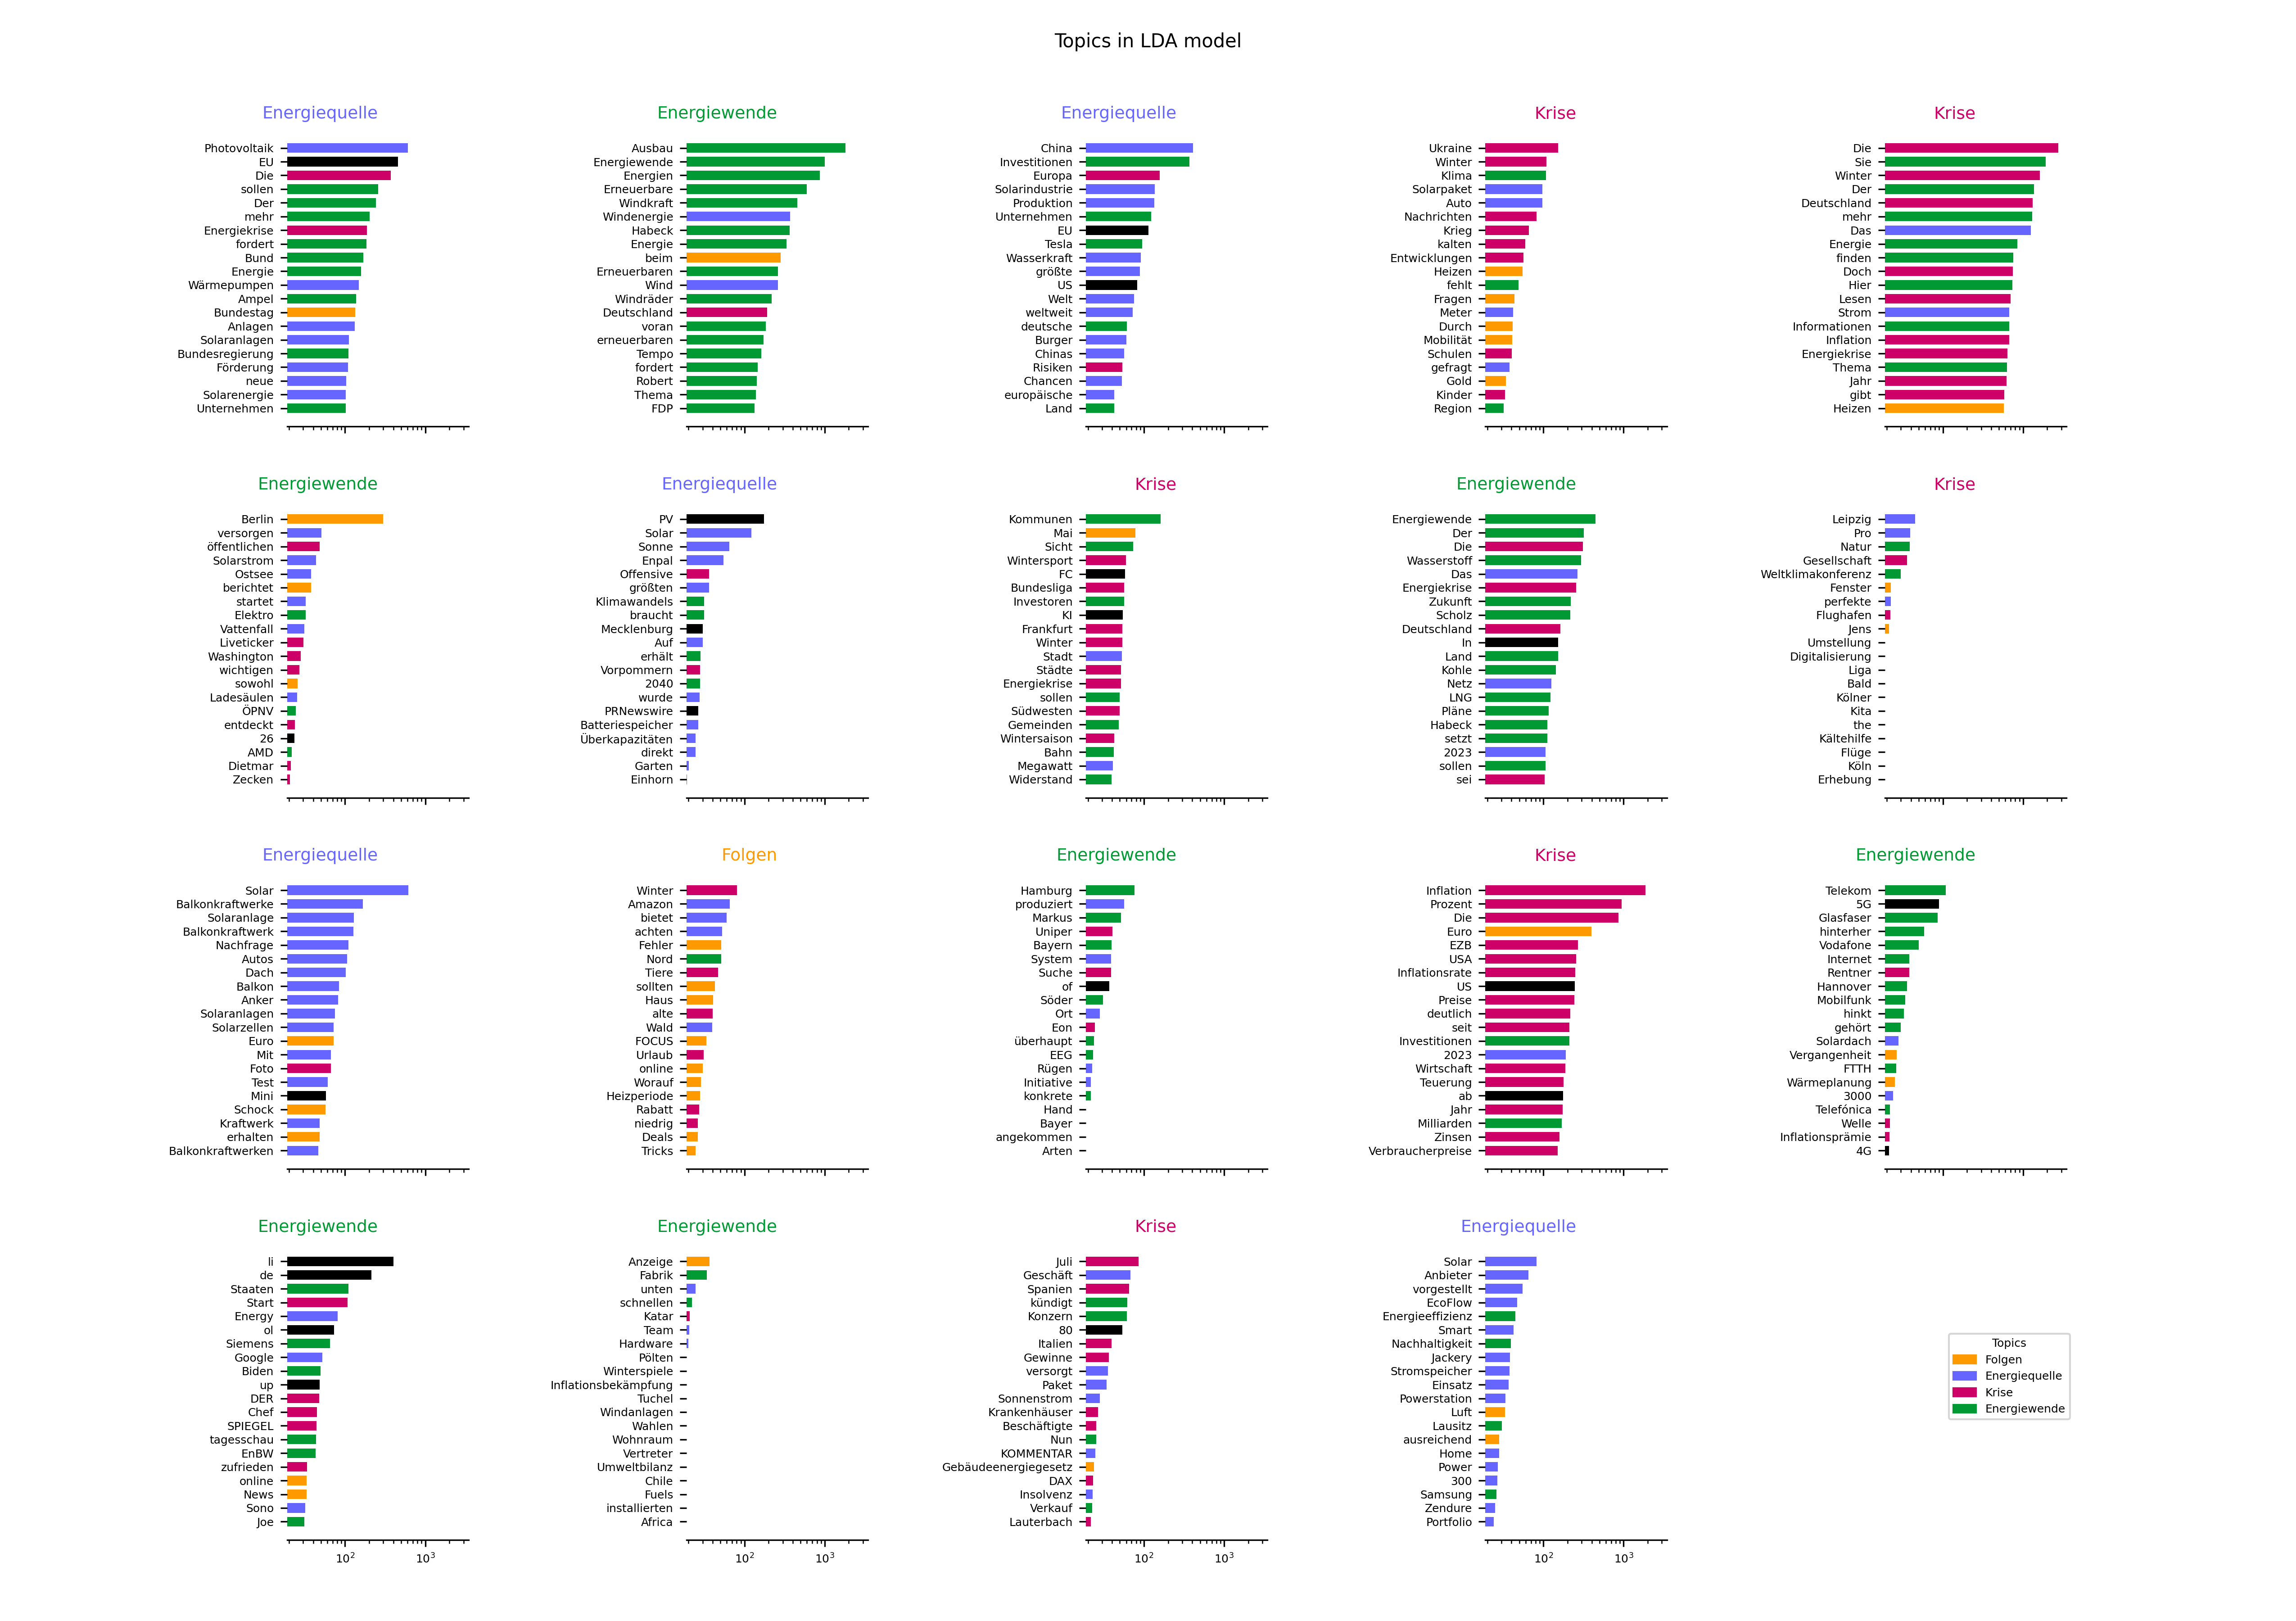 Topics in LDA model
Energiequelle
Photovoltaik
EU
Die
sollen
Der
mehr
Energiekrise
fordert
Bund
Energie
Wärmepumpen
Ampel
Bundestag
Anlagen
Solaranlagen
Bundesregierung
Förderung
neue
Solarenergie
Unternehmen
Energiewende
Ausbau
Energiewende
Energien
Erneuerbare
Windkraft
Windenergie
Habeck
Energie
beim
Erneuerbaren
Wind
Windräder
Deutschland
voran
erneuerbaren
Tempo
fordert
Robert
Thema
FDP
Energiequelle
China
Investitionen
Europa
Solarindustrie
Produktion
Unternehmen
EU
Tesla
Wasserkraft
größte
US
Welt
weltweit
deutsche
Burger
Chinas
Risiken
Chancen
europäische
Land
Krise
Ukraine
Winter
Klima
Solarpaket
Auto
Nachrichten
Krieg
kalten
Entwicklungen
Heizen
fehlt
Fragen
Meter
Durch
Mobilität
Schulen
gefragt
Gold
Kinder
Region
Krise
Die
Sie
Winter
Der
Deutschland
mehr
Das
Energie
finden
Doch
Hier
Lesen
Strom
Informationen
Inflation
Energiekrise
Thema
Jahr
gibt
Heizen
Energiewende
Berlin
versorgen
öffentlichen
Solarstrom
Ostsee
berichtet
startet
Elektro
Vattenfall
Liveticker
Washington
wichtigen
sowohl
Ladesäulen
ÖPNV
entdeckt
26
AMD
Dietmar
Zecken
Energiequelle
PV
Solar
Sonne
Enpal
Offensive
größten
Klimawandels
braucht
Mecklenburg
Auf
erhält
Vorpommern
2040
wurde
PRNewswire
Batteriespeicher
Überkapazitäten
direkt
Garten
Einhorn
Krise
Kommunen
Mai
Sicht
Wintersport
FC
Bundesliga
Investoren
KI
Frankfurt
Winter
Stadt
Städte
Energiekrise
sollen
Südwesten
Gemeinden
Wintersaison
Bahn
Megawatt
Widerstand
Energiewende
Energiewende
Der
Die
Wasserstoff
Das
Energiekrise
Zukunft
Scholz
Deutschland
In
Land
Kohle
Netz
LNG
Pläne
Habeck
setzt
2023
sollen
sei
Krise
Leipzig
Pro
Natur
Gesellschaft
Weltklimakonferenz
Fenster
perfekte
Flughafen
Jens
Umstellung
Digitalisierung
Liga
Bald
Kölner
Kita
the
Kältehilfe
Flüge
Köln
Erhebung
Energiequelle
Solar
Balkonkraftwerke
Solaranlage
Balkonkraftwerk
Nachfrage
Autos
Dach
Balkon
Anker
Solaranlagen
Solarzellen
Euro
Mit
Foto
Test
Mini
Schock
Kraftwerk
erhalten
Balkonkraftwerken
Folgen
Winter
Amazon
bietet
achten
Fehler
Nord
Tiere
sollten
Haus
alte
Wald
FOCUS
Urlaub
online
Worauf
Heizperiode
Rabatt
niedrig
Deals
Tricks
Energiewende
Hamburg
produziert
Markus
Uniper
Bayern
System
Suche
of
Söder
Ort
Eon
überhaupt
EEG
Rügen
Initiative
konkrete
Hand
Bayer
angekommen
Arten
Krise
Inflation
Prozent
Die
Euro
EZB
USA
Inflationsrate
US
Preise
deutlich
seit
Investitionen
2023
Wirtschaft
Teuerung
ab
Jahr
Milliarden
Zinsen
Verbraucherpreise
Energiewende
Telekom
5G
Glasfaser
hinterher
Vodafone
Internet
Rentner
Hannover
Mobilfunk
hinkt
gehört
Solardach
Vergangenheit
FTTH
Wärmeplanung
3000
Telefónica
Welle
Inflationsprämie
4G
Energiewende
li
de
Staaten
Start
Energy
ol
Siemens
Google
Biden
up
DER
Chef
SPIEGEL
tagesschau
EnBW
zufrieden
online
News
Sono
Joe
10² 10³
Energiewende
Anzeige
Fabrik
unten
schnellen
Katar
Team
Hardware
Pölten
Winterspiele
Inflationsbekämpfung
Tuchel
Windanlagen
Wahlen
Wohnraum
Vertreter
Umweltbilanz
Chile
Fuels
installierten
Africa
10² 10³
Krise
Juli
Geschäft
Spanien
kündigt
Konzern
80
Italien
Gewinne
versorgt
Paket
Sonnenstrom
Krankenhäuser
Beschäftigte
Nun
KOMMENTAR
Gebäudeenergiegesetz
DAX
Insolvenz
Verkauf
Lauterbach
10² 10³
Energiequelle
Solar
Anbieter
vorgestellt
EcoFlow
Energieeffizienz
Smart
Nachhaltigkeit
Jackery
Stromspeicher
Einsatz
Powerstation
Luft
Lausitz
ausreichend
Home
Power
300
Samsung
Zendure
Portfolio
10² 10³
Topics
Folgen
Energiequelle
Krise
Energiewende